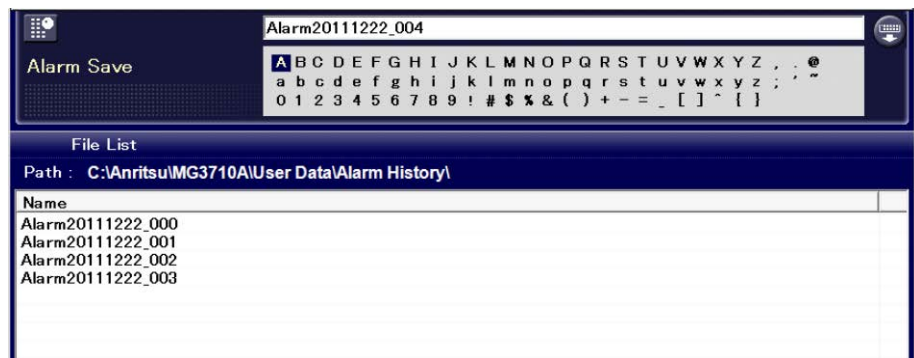 Alarm20111222_004
Alarm Save
A B C D E F G H I J K L M N O P Q R S T U V W X Y Z , . @
a b c d e f g h i j k l m n o p q r s t u v w x y z ; ´ ~
0 1 2 3 4 5 6 7 8 9 ! # $ % & ( ) + - = _ [ ] ^ { }
File List
Path : C:\Anritsu\MG3710A\User Data\Alarm History\
Name
Alarm20111222_000
Alarm20111222_001
Alarm20111222_002
Alarm20111222_003